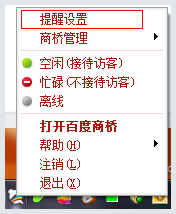 提醒设置
商桥管理
空闲(接待访客)
忙碌(不接待访客)
离线
打开百度商桥
帮助(H)
注销(L)
退出(X)